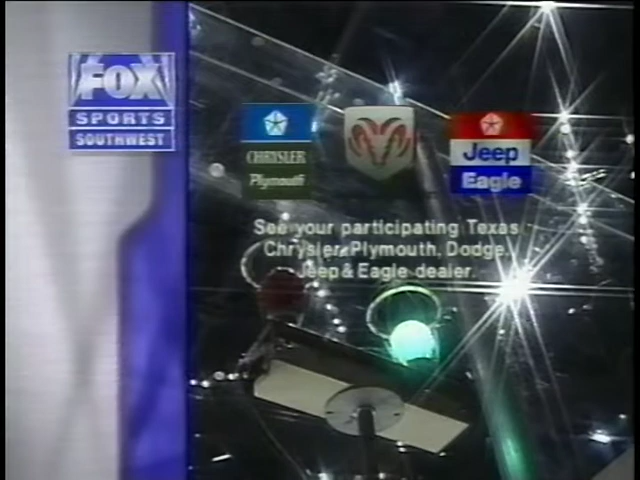 FOX
SPORTS
SOUTHWEST
CHRYSLER
Plymouth
Jeep
Eagle
See your participating Texas
Chrysler, Plymouth, Dodge,
Jeep & Eagle dealer.